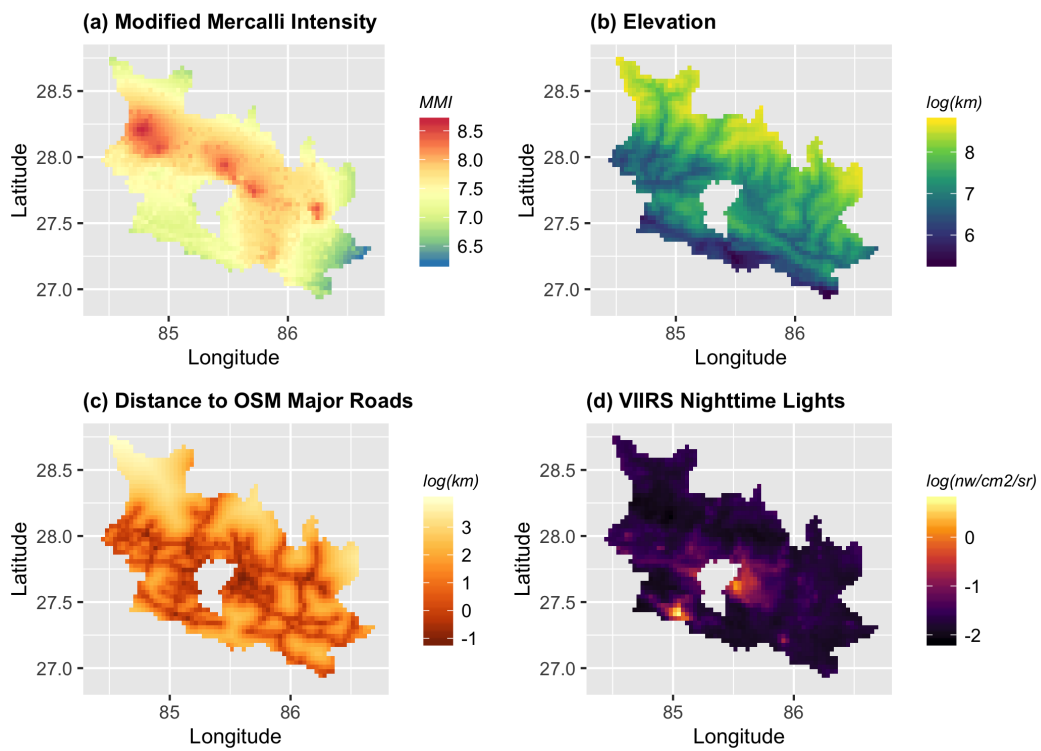 (a) Modified Mercalli Intensity
MMI
8.5
8.0
7.5
7.0
6.5
28.5
28.0
27.5
27.0
85
86
Latitude
Longitude
(b) Elevation
log(km)
8
7
6
28.5
28.0
27.5
27.0
85
86
Latitude
Longitude
(c) Distance to OSM Major Roads
log(km)
3
2
1
0
-1
28.5
28.0
27.5
27.0
85
86
Latitude
Longitude
(d) VIIRS Nighttime Lights
log(nw/cm2/sr)
0
-1
-2
28.5
28.0
27.5
27.0
85
86
Latitude
Longitude